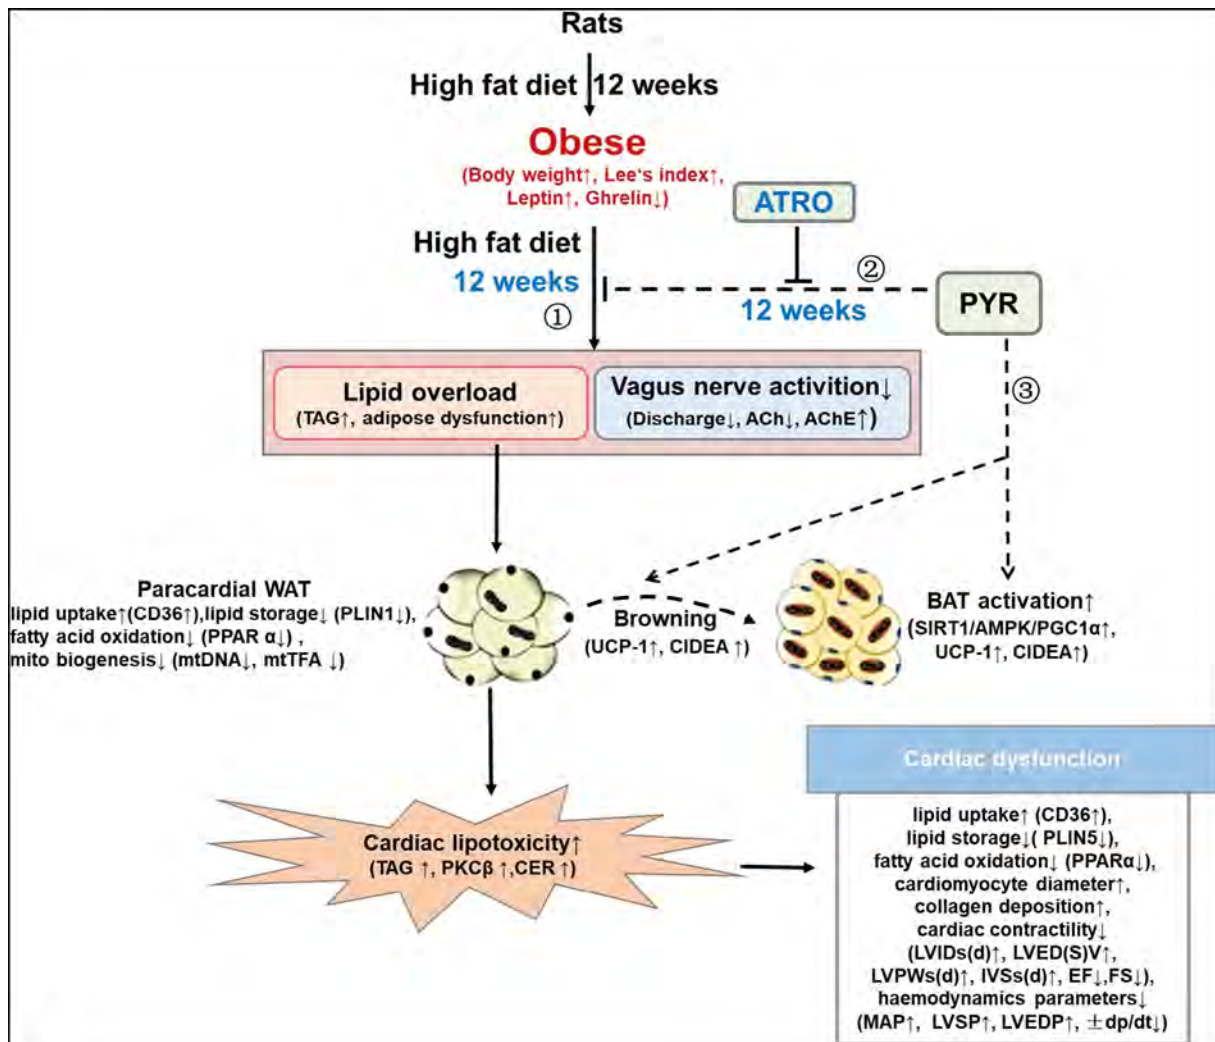 Rats
High fat diet 12 weeks
Obese
(Body weight↑, Lee‘s index↑,
Leptin↑, Ghrelin↓)
ATRO
High fat diet
12 weeks
①
②
12 weeks
PYR
③
Lipid overload
(TAG↑, adipose dysfunction↑)
Vagus nerve activition↓
(Discharge↓, ACh↓, AChE↑)
Paracardial WAT
lipid uptake↑(CD36↑),lipid storage↓ (PLIN1↓),
fatty acid oxidation↓ (PPAR α↓) ,
mito biogenesis↓ (mtDNA↓, mtTFA ↓)
Browning
(UCP-1↑, CIDEA ↑)
BAT activation↑
(SIRT1/AMPK/PGC1α↑,
UCP-1↑, CIDEA↑)
Cardiac lipotoxicity↑
(TAG ↑, PKCβ ↑,CER ↑)
Cardiac dysfunction
lipid uptake↑ (CD36↑),
lipid storage↓( PLIN5↓),
fatty acid oxidation↓ (PPARα↓),
cardiomyocyte diameter↑,
collagen deposition↑,
cardiac contractility↓
(LVIDs(d)↑, LVED(S)V↑,
LVPWs(d)↑, IVSs(d)↑, EF↓,FS↓),
haemodynamics parameters↓
(MAP↑, LVSP↑, LVEDP↑, ±dp/dt↓)